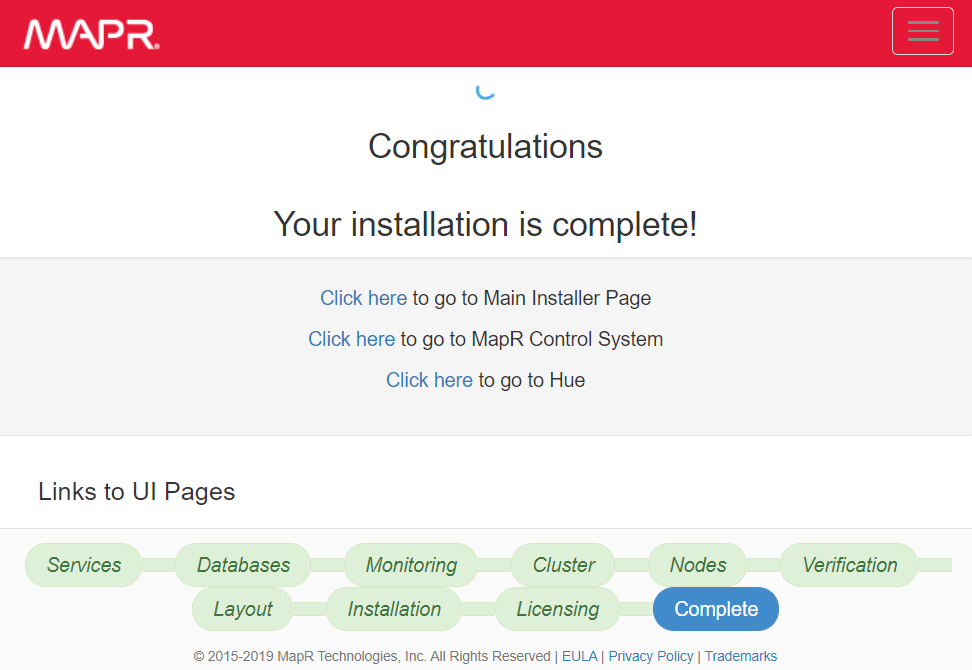 MAPR.
Congratulations
Your installation is complete!
Click here to go to Main Installer Page
Click here to go to MapR Control System
Click here to go to Hue
Links to UI Pages
Services Databases Monitoring Cluster Nodes Verification
Layout Installation Licensing Complete
© 2015-2019 MapR Technologies, Inc. All Rights Reserved | EULA | Privacy Policy | Trademarks